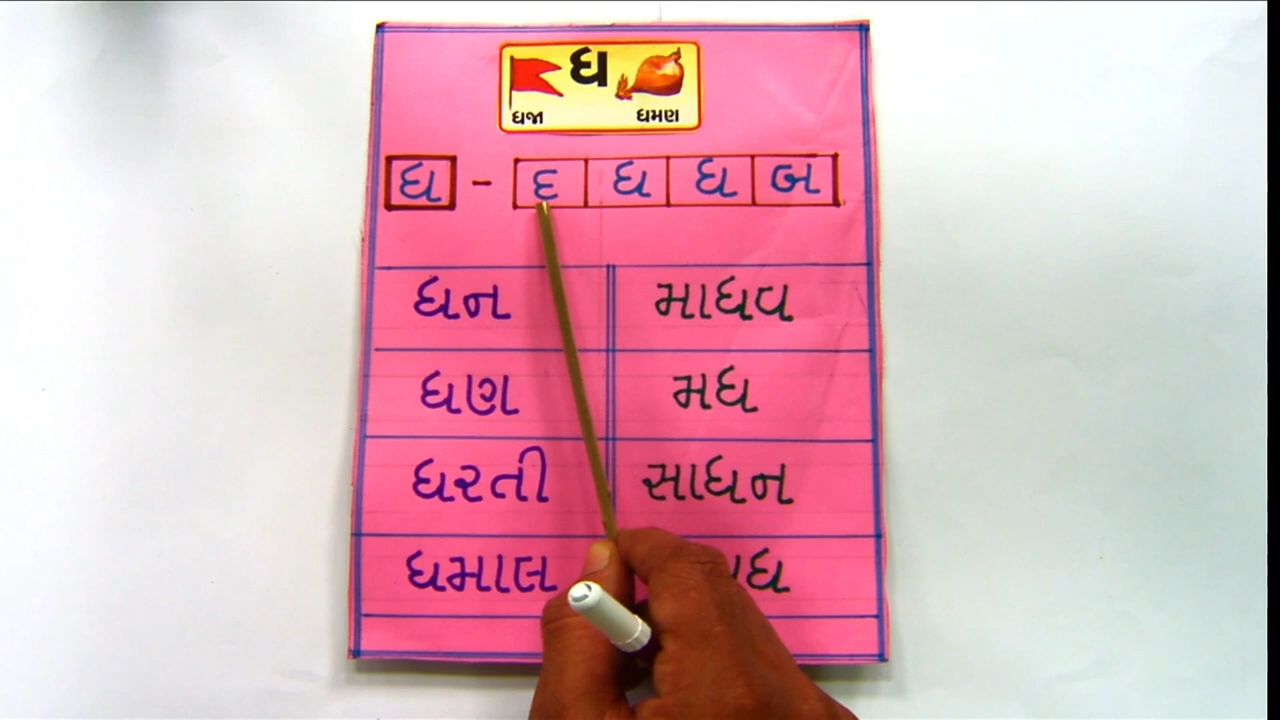 ધ
ધજા ધમણ
ધ - દ ધ ધ બ
ધન માધવ
ધણ મધ
ધરતી સાધન
ધમાલ